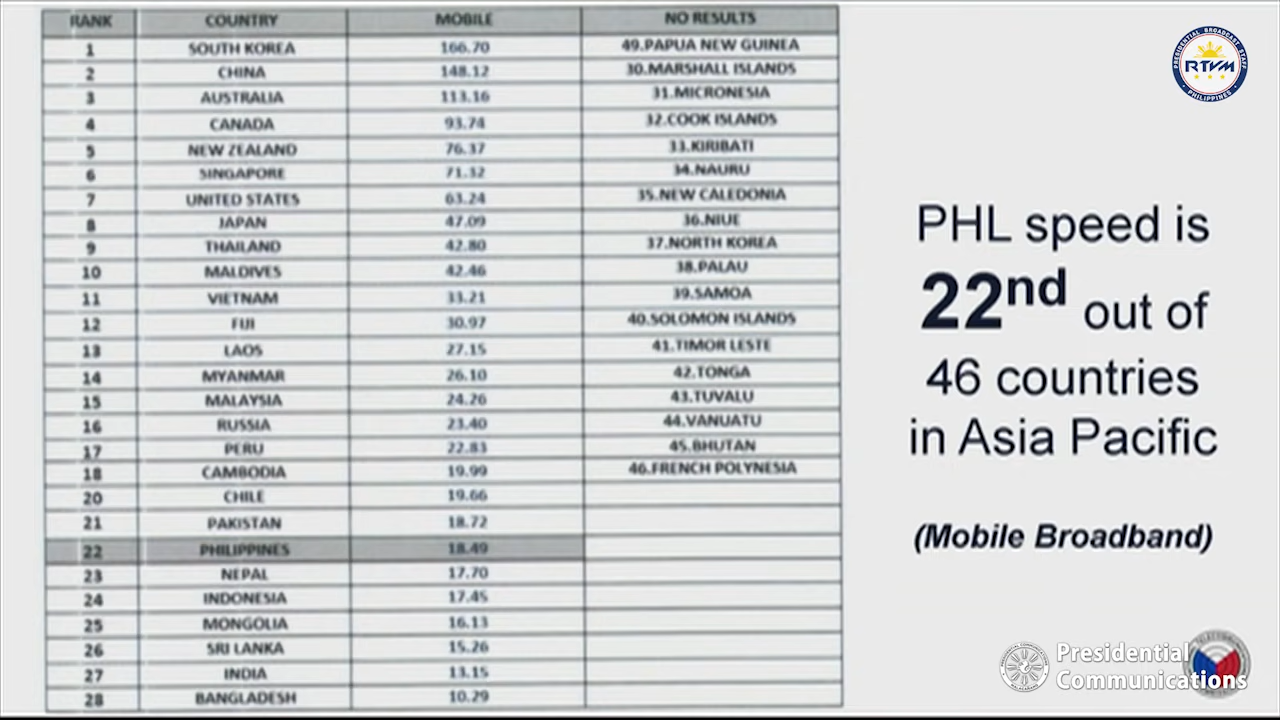 RANK COUNTRY MOBILE NO RESULTS
1 SOUTH KOREA 166.70 49.PAPUA NEW GUINEA
2 CHINA 148.12 30.MARSHALL ISLANDS
3 AUSTRALIA 113.16 31.MICRONESIA
4 CANADA 93.74 32.COOK ISLANDS
5 NEW ZEALAND 76.37 33.KIRIBATI
6 SINGAPORE 71.32 34.NAURU
7 UNITED STATES 63.24 35.NEW CALEDONIA
8 JAPAN 47.09 36.NIUE
9 THAILAND 42.80 37.NORTH KOREA
10 MALDIVES 42.46 38.PALAU
11 VIETNAM 33.21 39.SAMOA
12 FIJI 30.97 40.SOLOMON ISLANDS
13 LAOS 27.15 41.TIMOR LESTE
14 MYANMAR 26.10 42.TONGA
15 MALAYSIA 24.26 43.TUVALU
16 RUSSIA 23.40 44.VANUATU
17 PERU 22.83 45.BHUTAN
18 CAMBODIA 19.99 46.FRENCH POLYNESIA
20 CHILE 19.66
21 PAKISTAN 18.72
22 PHILIPPINES 18.49
23 NEPAL 17.70
24 INDONESIA 17.45
25 MONGOLIA 16.13
26 SRI LANKA 15.26
27 INDIA 13.15
28 BANGLADESH 10.29
PHL speed is
22nd out of
46 countries
in Asia Pacific
(Mobile Broadband)
PRESIDENTIAL BROADCAST STAFF
RTVM
PHILIPPINES
Presidential
Communications